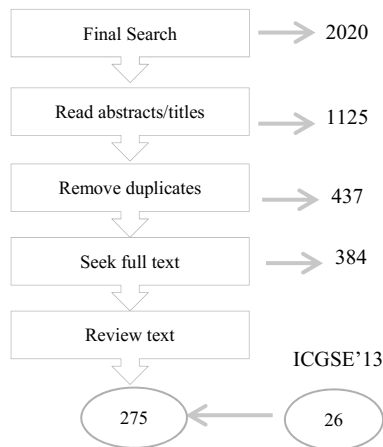 Final Search
2020
Read abstracts/titles
1125
Remove duplicates
437
Seek full text
384
Review text
ICGSE’13
275
26